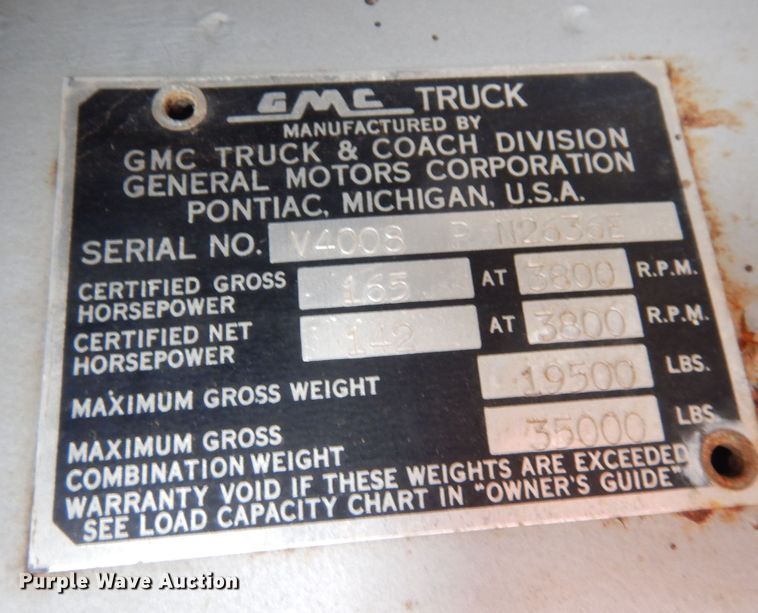 GMC TRUCK
MANUFACTURED BY
GMC TRUCK & COACH DIVISION
GENERAL MOTORS CORPORATION
PONTIAC, MICHIGAN, U.S.A.
SERIAL NO. V4008 P N2636E
CERTIFIED GROSS HORSEPOWER 165 AT 3800 R.P.M.
CERTIFIED NET HORSEPOWER 142 AT 3800 R.P.M.
MAXIMUM GROSS WEIGHT 19500 LBS.
MAXIMUM GROSS COMBINATION WEIGHT 35000 LBS
WARRANTY VOID IF THESE WEIGHTS ARE EXCEEDED
SEE LOAD CAPACITY CHART IN "OWNER'S GUIDE"
Purple Wave Auction